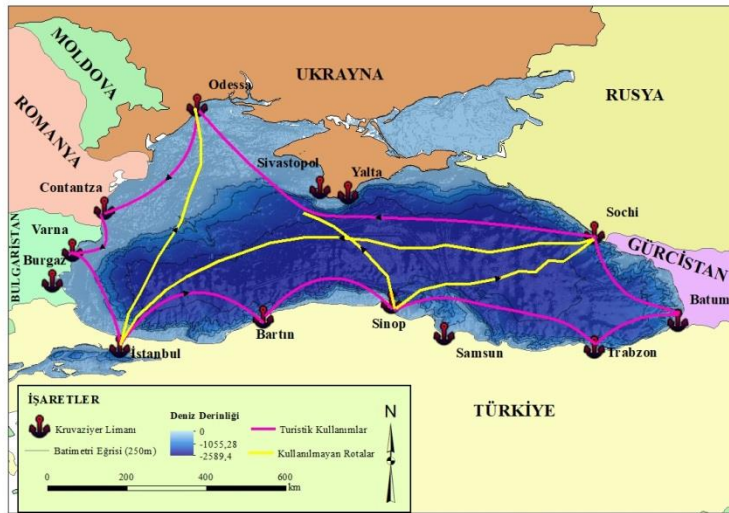 MOLDOVA
UKRAYNA
Odessa
RUSYA
ROMANYA
Sivastopol
Yalta
Contantza
Sochi
Varna
BULGARİSTAN
Burgaz
GÜRCİSTAN
Batum
İstanbul
Bartın
Sinop
Samsun
Trabzon
TÜRKİYE
İŞARETLER
Kruvaziyer Limanı
Batimetri Eğrisi (250m)
Deniz Derinliği
0
-1055,28
-2589,4
Turistik Kullanımlar
Kullanılmayan Rotalar
N
0 200 400 600
km